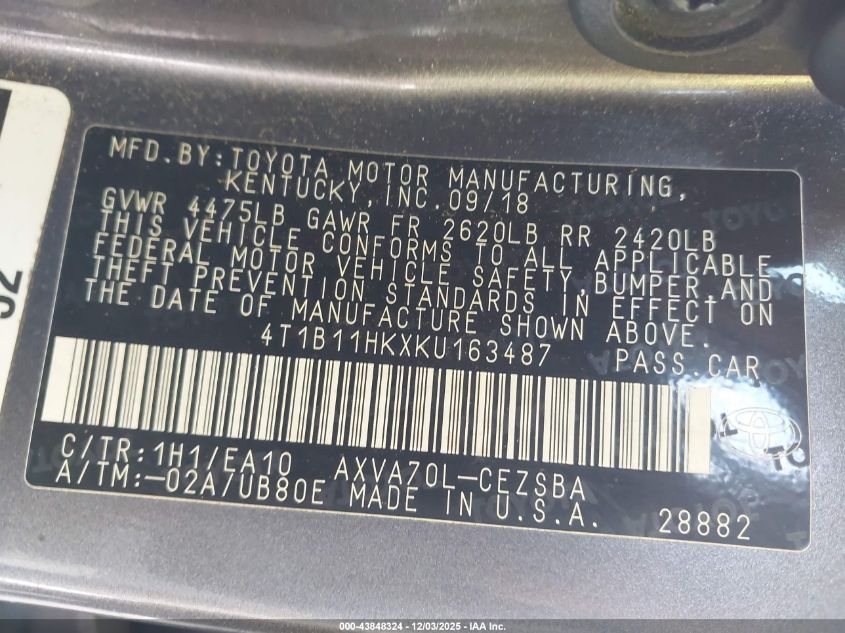 MFD.BY:TOYOTA MOTOR MANUFACTURING,
KENTUCKY,INC.09/18
GVWR 4475LB GAWR FR 2620LB RR 2420LB
THIS VEHICLE CONFORMS TO ALL APPLICABLE
FEDERAL MOTOR VEHICLE SAFETY,BUMPER,AND
THEFT PREVENTION STANDARDS IN EFFECT ON
THE DATE OF MANUFACTURE SHOWN ABOVE.
4T1B11HKXKU163487 PASS.CAR
C/TR:1H1/EA10 AXVA70L-CEZSBA
A/TM:-02A/UB80E MADE IN U.S.A. 28882
000-43848324 | 12/03/2025 | IAA Inc.